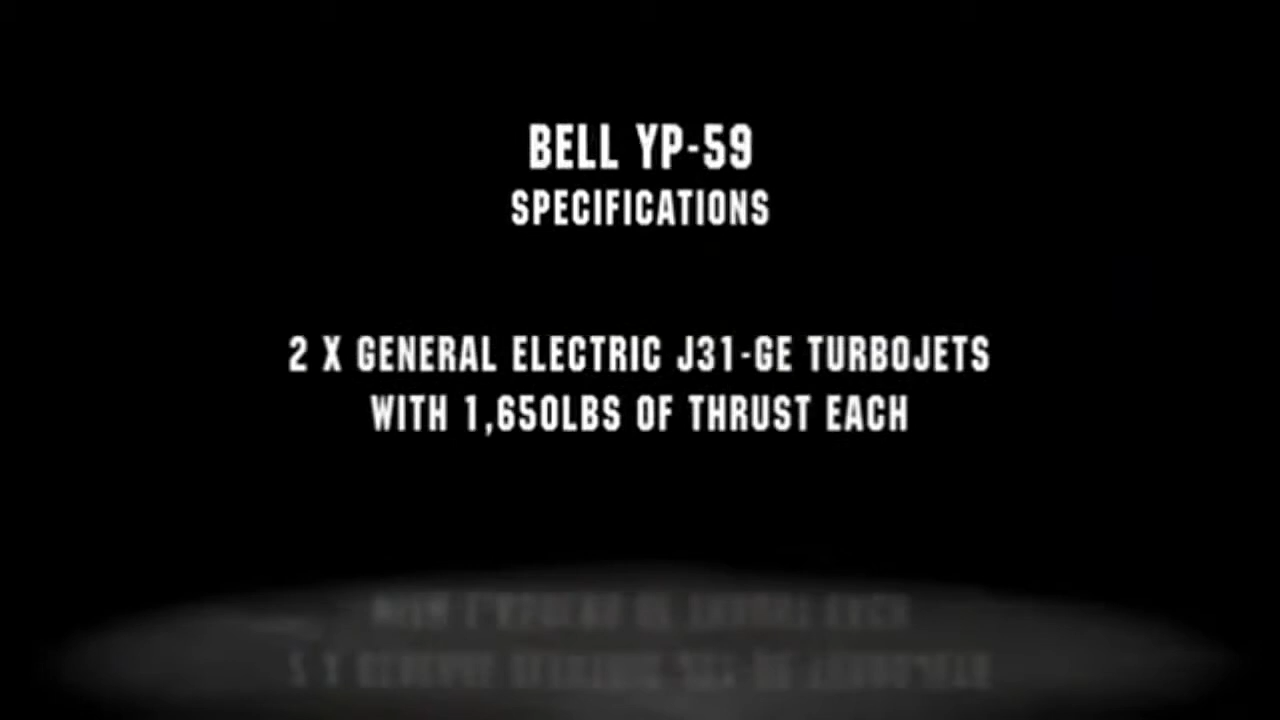 BELL YP-59
SPECIFICATIONS
2 X GENERAL ELECTRIC J31-GE TURBOJETS
WITH 1,650LBS OF THRUST EACH